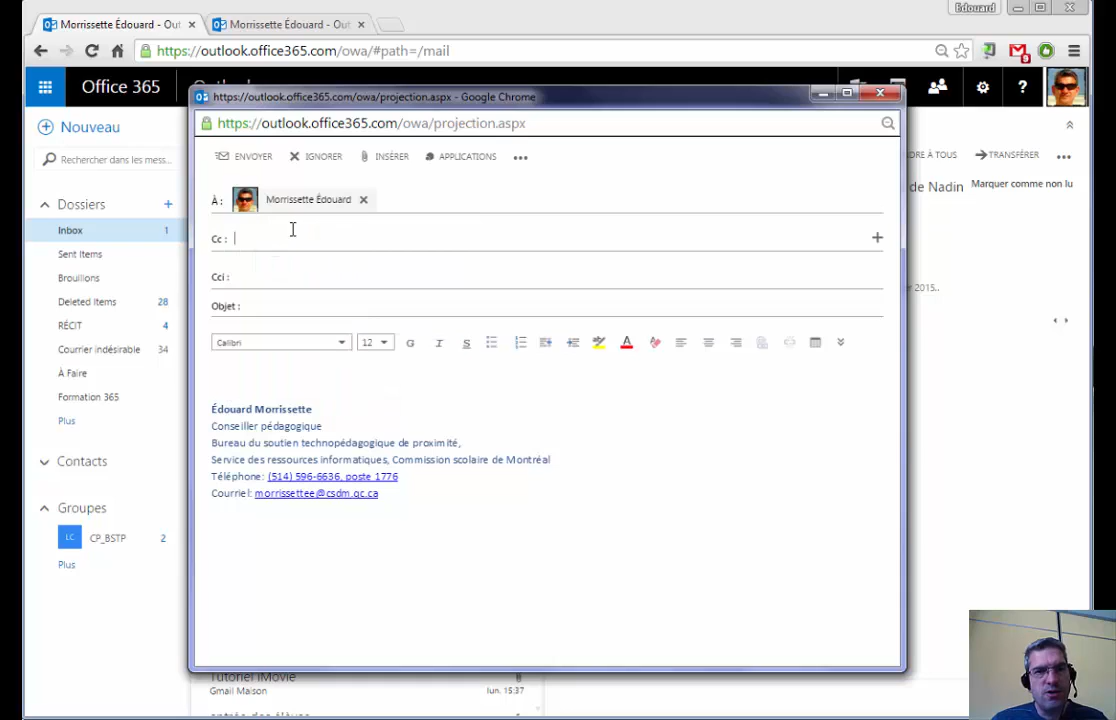 Édouard
Morrissette Édouard - Out
Morrissette Édouard - Out
https://outlook.office365.com/owa/#path=/mail
9
Office 365
?
https://outlook.office365.com/owa/projection.aspx - Google Chrome
https://outlook.office365.com/owa/projection.aspx
Nouveau
Rechercher dans les mess...
Dossiers
Inbox 1
Sent Items
Brouillons
Deleted Items 28
RÉCIT 4
Courrier indésirable 34
À Faire
Formation 365
Plus
Contacts
Groupes
LC CP_BSTP 2
Plus
ENVOYER IGNORER INSÉRER APPLICATIONS
À : Morrissette Édouard
Cc :
Cci :
Objet :
Calibri 12 G I S A
Édouard Morrissette
Conseiller pédagogique
Bureau du soutien technopédagogique de proximité,
Service des ressources informatiques, Commission scolaire de Montréal
Téléphone: (514) 596-6636, poste 1776
Courriel: morrissettee@csdm.qc.ca
DRE À TOUS TRANSFÉRER
de Nadin Marquer comme non lu
er 2015..
Tutoriel iMovie
Gmail Maison lun. 15:37